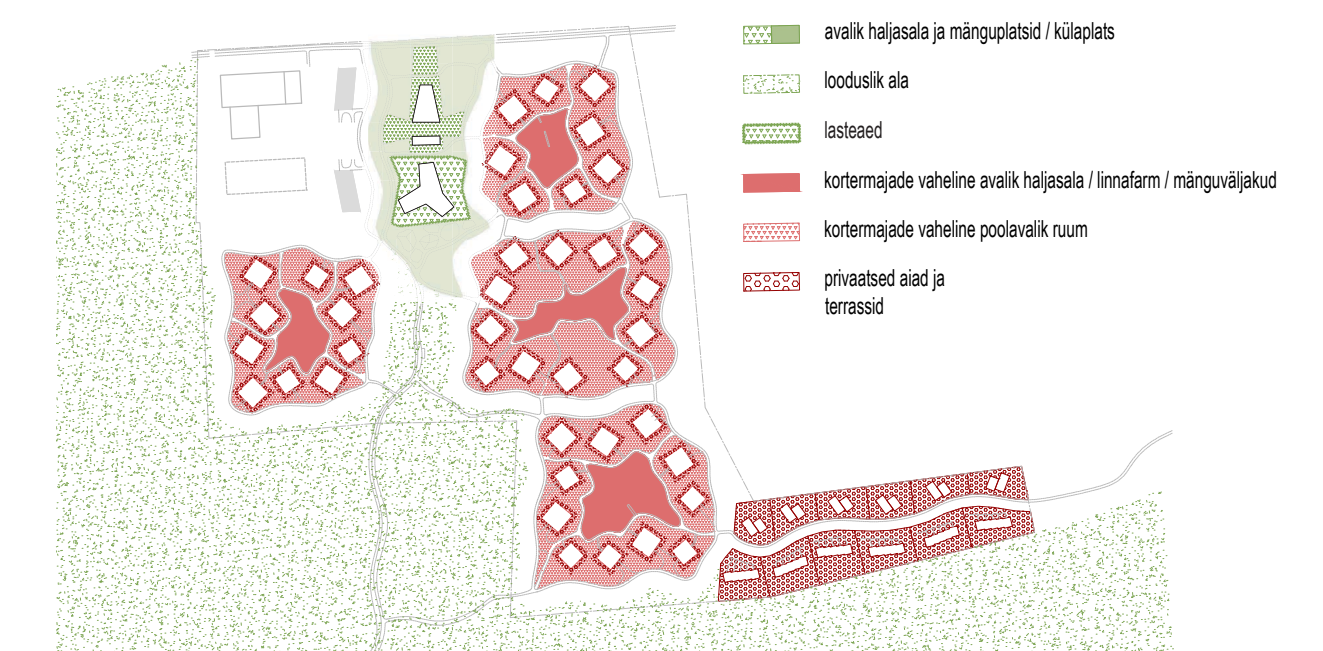 avalik haljasala ja mänguplatsid / külaplats
looduslik ala
lasteaed
kortermajade vaheline avalik haljasala / linnafarm / mänguväljakud
kortermajade vaheline poolavalik ruum
privaatsed aiad ja
terrassid